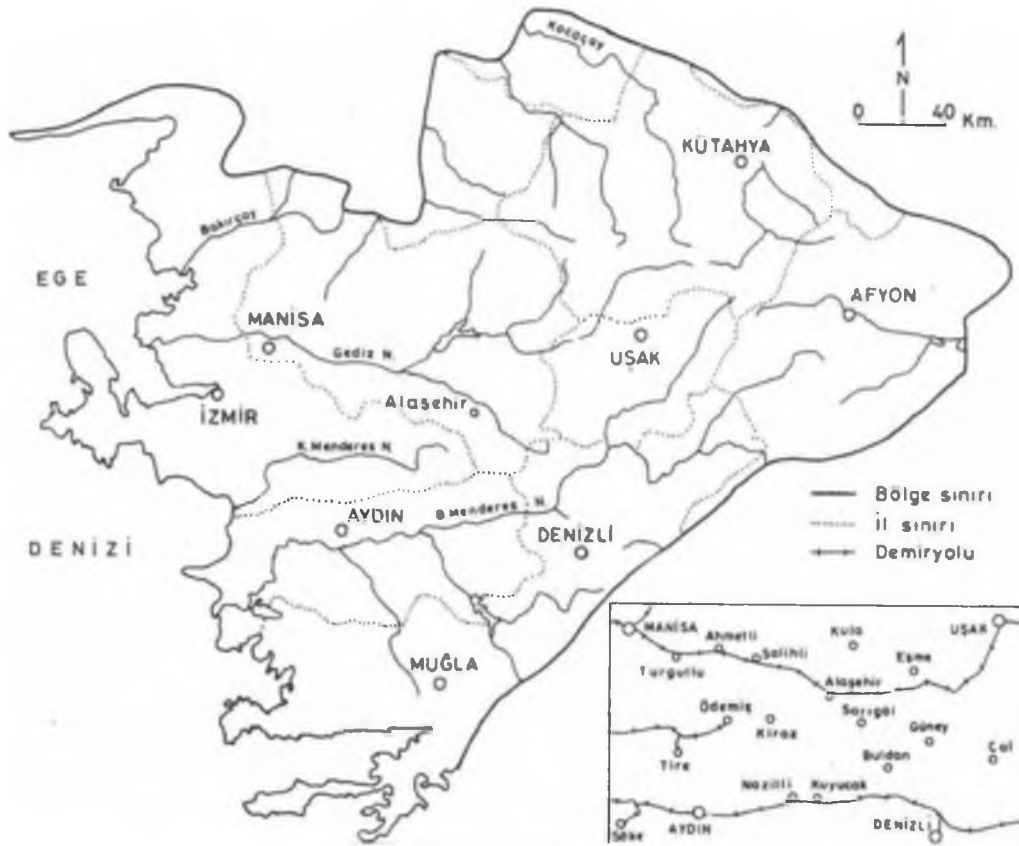 Kocaçay
N
0 40 Km.
KÜTAHYA
Bakırçay
EGE
AFYON
MANİSA
Gediz N.
UŞAK
Alaşehir
İZMİR
K.Menderes N.
AYDIN
B.Menderes N.
DENİZLİ
DENİZİ
MUĞLA
Bölge sınırı
İl sınırı
Demiryolu
MANİSA
Ahmetli
Kula
UŞAK
Turgutlu
Salihli
Eşme
Alaşehir
Ödemiş
Kiraz
Sarıgöl
Güney
Tire
Buldan
Çal
Nazilli
Kuyucak
Söke
AYDIN
DENİZLİ